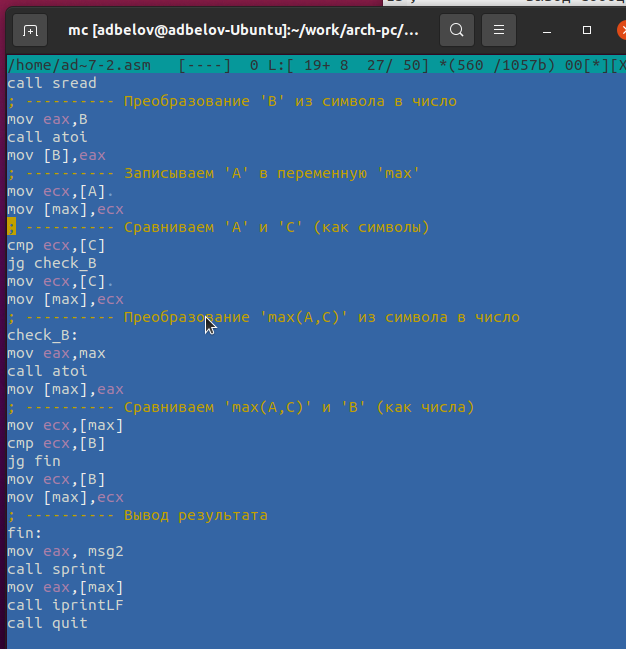 mc [adbelov@adbelov-Ubuntu]:~/work/arch-pc/...
/home/ad~7-2.asm   [----]  0 L:[ 19+ 8  27/ 50] *(560 /1057b) 00[*][X
call sread
; ---------- Преобразование 'B' из символа в число
mov eax,B
call atoi
mov [B],eax
; ---------- Записываем 'A' в переменную 'max'
mov ecx,[A].
mov [max],ecx
; ---------- Сравниваем 'A' и 'С' (как символы)
cmp ecx,[C]
jg check_B
mov ecx,[C].
mov [max],ecx
; ---------- Преобразование 'max(A,C)' из символа в число
check_B:
mov eax,max
call atoi
mov [max],eax
; ---------- Сравниваем 'max(A,C)' и 'B' (как числа)
mov ecx,[max]
cmp ecx,[B]
jg fin
mov ecx,[B]
mov [max],ecx
; ---------- Вывод результата
fin:
mov eax, msg2
call sprint
mov eax,[max]
call iprintLF
call quit